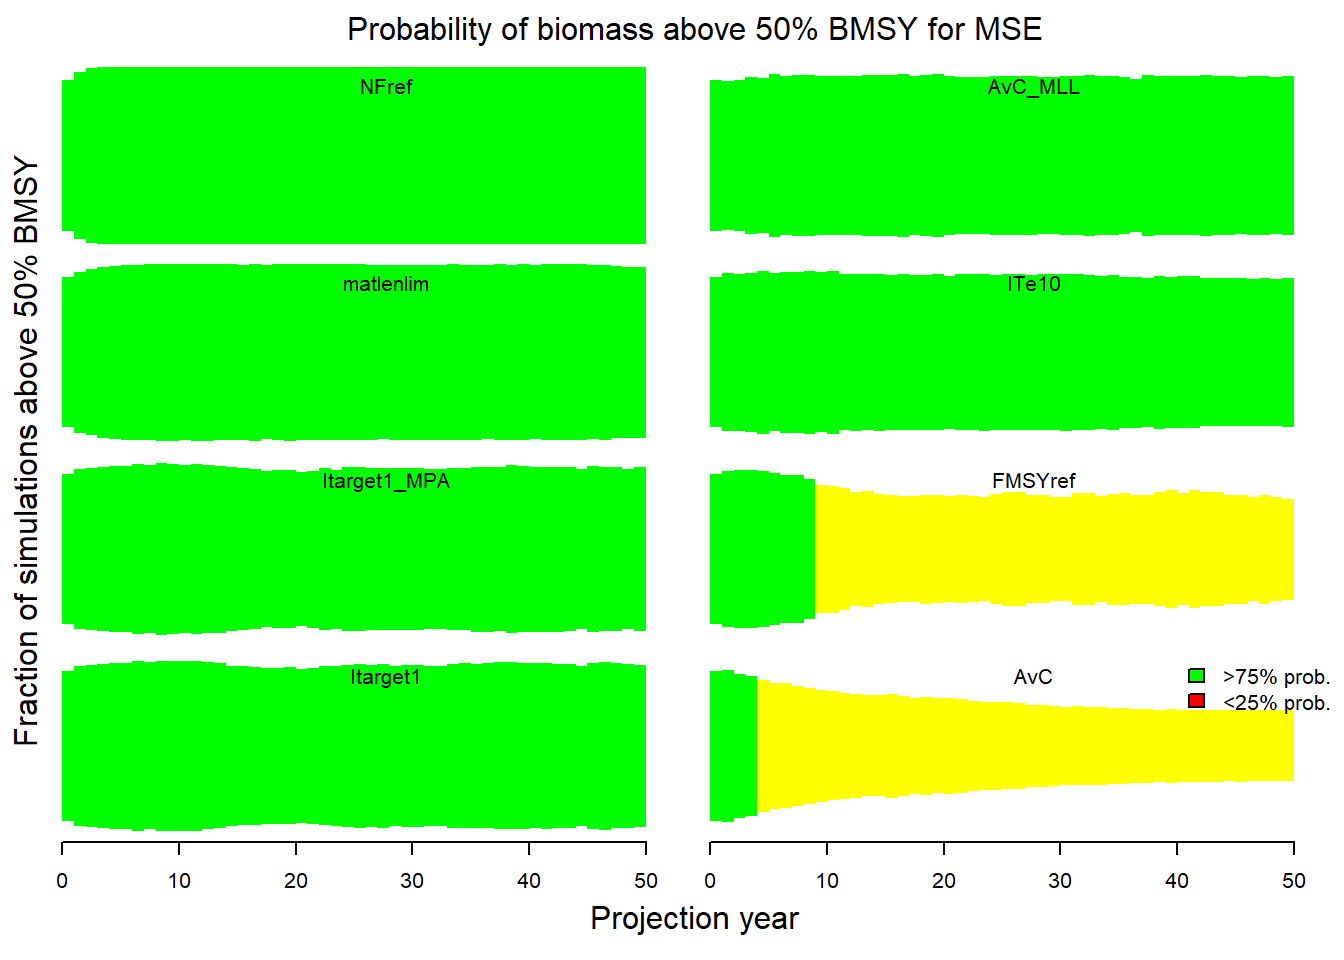 Probability of biomass above 50% BMSY for MSE
Fraction of simulations above 50% BMSY
NFref
matlenlim
Itarget1_MPA
Itarget1
0 10 20 30 40 50
AvC_MLL
ITe10
FMSYref
AvC
>75% prob.
<25% prob.
0 10 20 30 40 50
Projection year